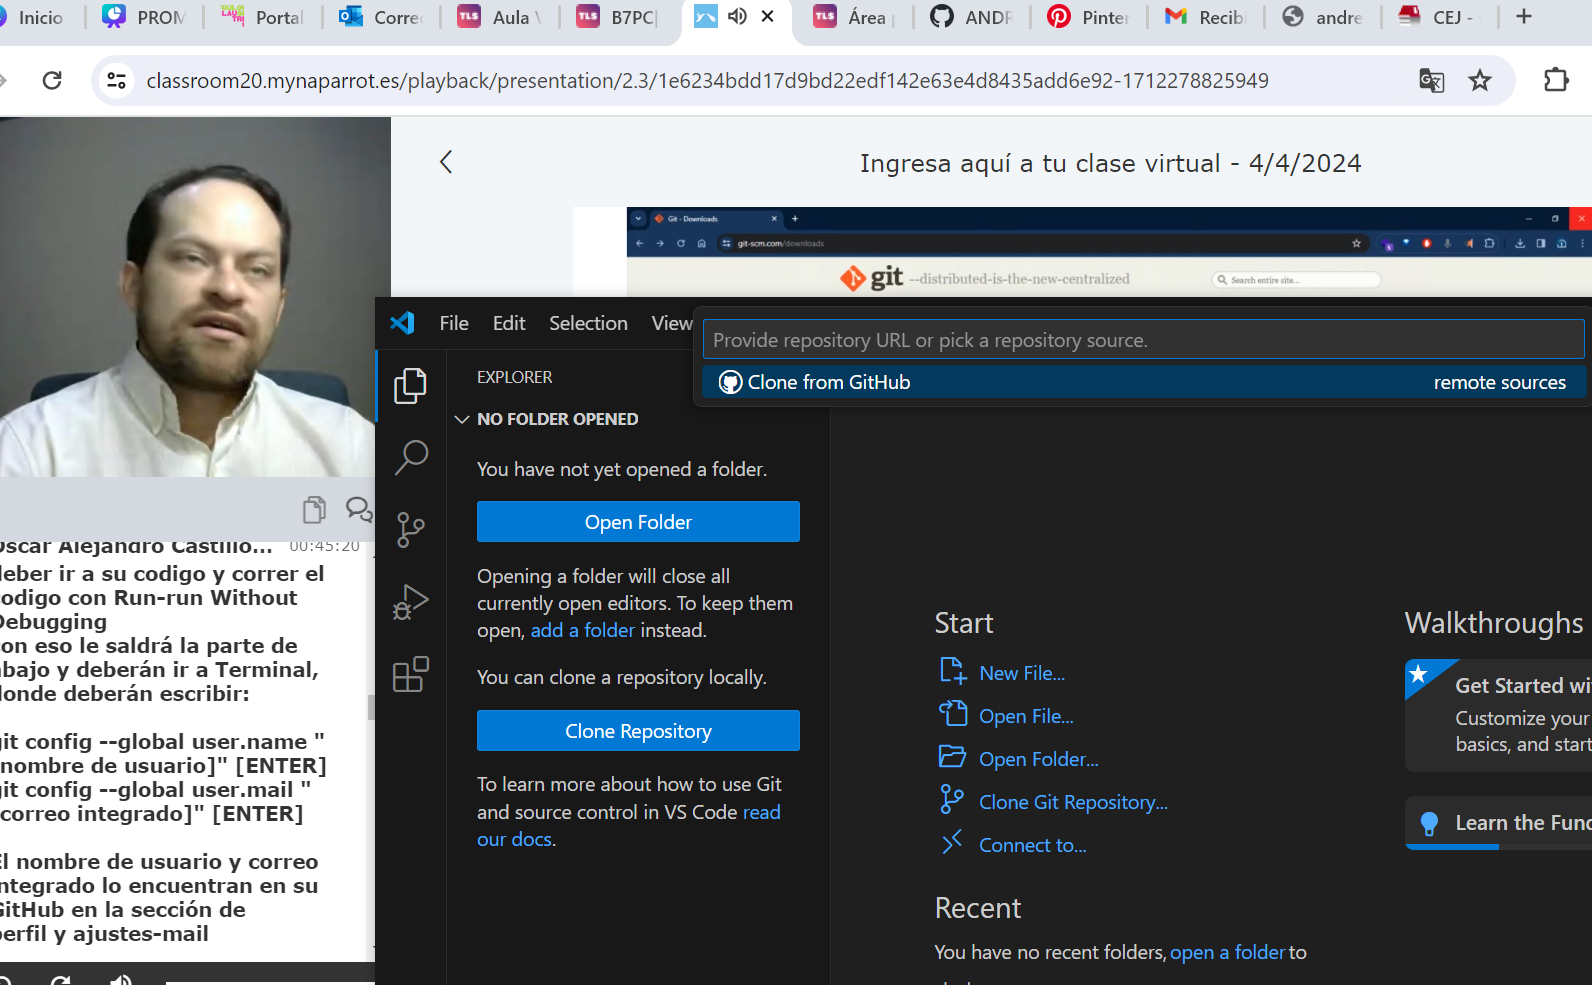 Inicio
PROM
Portal
Corre
TLS Aula V
TLS B7PC
TLS Área
ANDR
Pinter
Recibi
andre
CEJ -
classroom20.mynaparrot.es/playback/presentation/2.3/1e6234bdd17d9bd22edf142e63e4d8435add6e92-1712278825949
Ingresa aquí a tu clase virtual - 4/4/2024
Git - Downloads
git-scm.com/downloads
git --distributed-is-the-new-centralized
Search entire site...
File Edit Selection View
Provide repository URL or pick a repository source.
Clone from GitHub remote sources
EXPLORER
NO FOLDER OPENED
You have not yet opened a folder.
Open Folder
Opening a folder will close all
currently open editors. To keep them
open, add a folder instead.
You can clone a repository locally.
Clone Repository
To learn more about how to use Git
and source control in VS Code read
our docs.
Start
New File...
Open File...
Open Folder...
Clone Git Repository...
Connect to...
Recent
You have no recent folders, open a folder to
Walkthroughs
Get Started wi
Customize your
basics, and start
Learn the Fund
Oscar Alejandro Castillo... 00:45:20
deber ir a su codigo y correr el
codigo con Run-run Without
Debugging
con eso le saldrá la parte de
abajo y deberán ir a Terminal,
donde deberán escribir:
git config --global user.name "
[nombre de usuario]" [ENTER]
git config --global user.mail "
[correo integrado]" [ENTER]
El nombre de usuario y correo
integrado lo encuentran en su
GitHub en la sección de
perfil y ajustes-mail